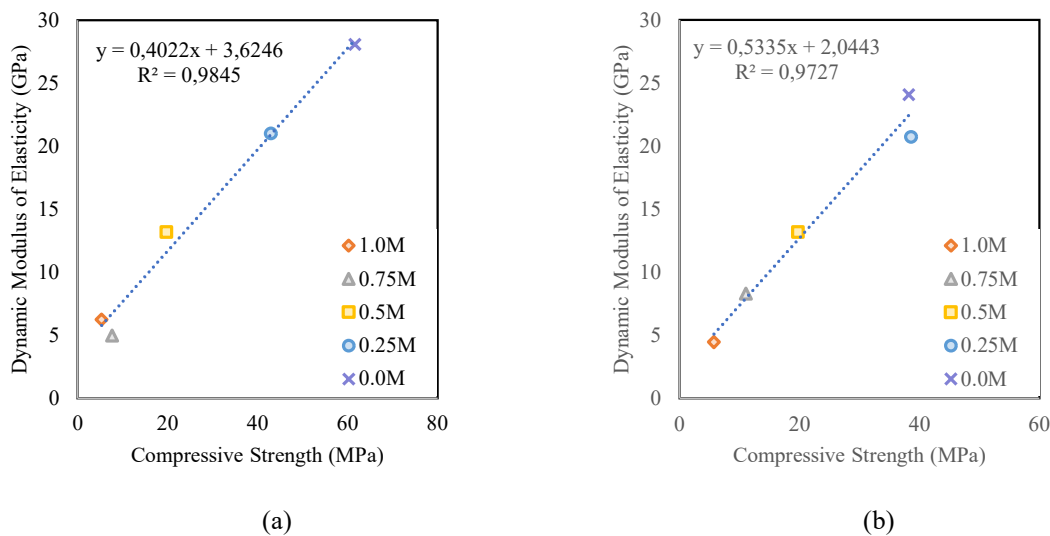 30
25
20
15
10
5
0
Dynamic Modulus of Elasticity (GPa)
y = 0,4022x + 3,6246
R² = 0,9845
1.0M
0.75M
0.5M
0.25M
0.0M
0 20 40 60 80
Compressive Strength (MPa)
(a)
30
25
20
15
10
5
0
Dynamic Modulus of Elasticity (GPa)
y = 0,5335x + 2,0443
R² = 0,9727
1.0M
0.75M
0.5M
0.25M
0.0M
0 20 40 60
Compressive Strength (MPa)
(b)